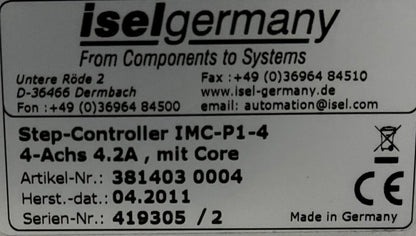 iselgermany
From Components to Systems
Untere Röde 2 Fax :+49 (0)36964 84510
D-36466 Dermbach www.isel-germany.de
Fon :+49 (0)36964 84500 email: automation@isel.com
Step-Controller IMC-P1-4
4-Achs 4.2A , mit Core
Artikel-Nr.: 381403 0004
Herst.-dat.: 04.2011
Serien-Nr.: 419305 / 2
CE
Made in Germany